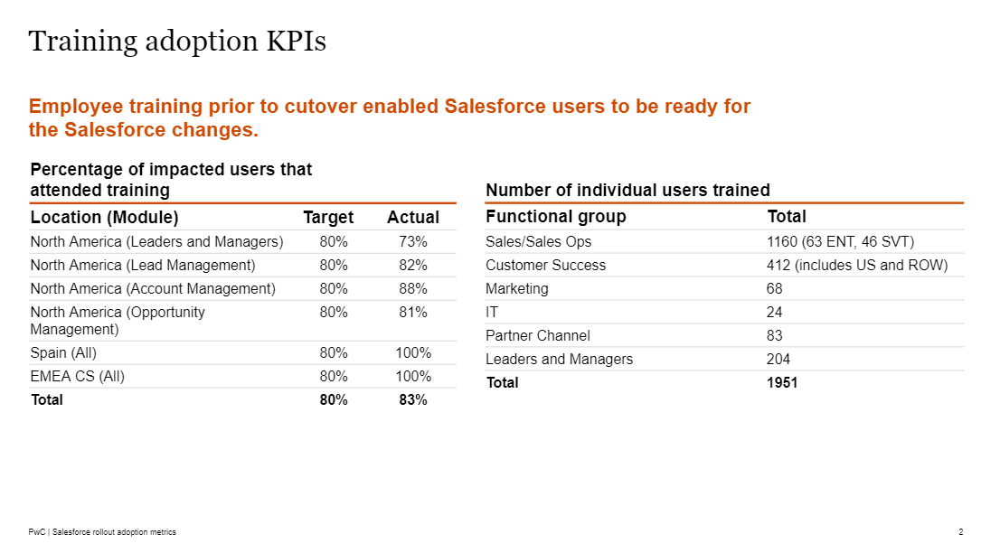 Training adoption KPIs
Employee training prior to cutover enabled Salesforce users to be ready for
the Salesforce changes.
Percentage of impacted users that
attended training
Location (Module) Target Actual
North America (Leaders and Managers) 80% 73%
North America (Lead Management) 80% 82%
North America (Account Management) 80% 88%
North America (Opportunity 80% 81%
Management)
Spain (All) 80% 100%
EMEA CS (All) 80% 100%
Total 80% 83%
Number of individual users trained
Functional group Total
Sales/Sales Ops 1160 (63 ENT, 46 SVT)
Customer Success 412 (includes US and ROW)
Marketing 68
IT 24
Partner Channel 83
Leaders and Managers 204
Total 1951
PwC | Salesforce rollout adoption metrics
2